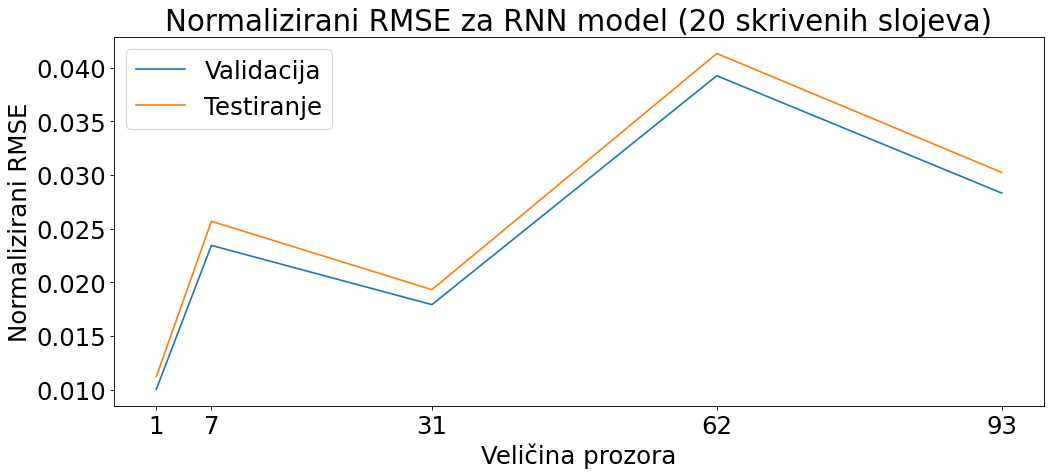 Normalizirani RMSE za RNN model (20 skrivenih slojeva)
Validacija
Testiranje
Normalizirani RMSE
0.040
0.035
0.030
0.025
0.020
0.015
0.010
1 7 31 62 93
Veličina prozora